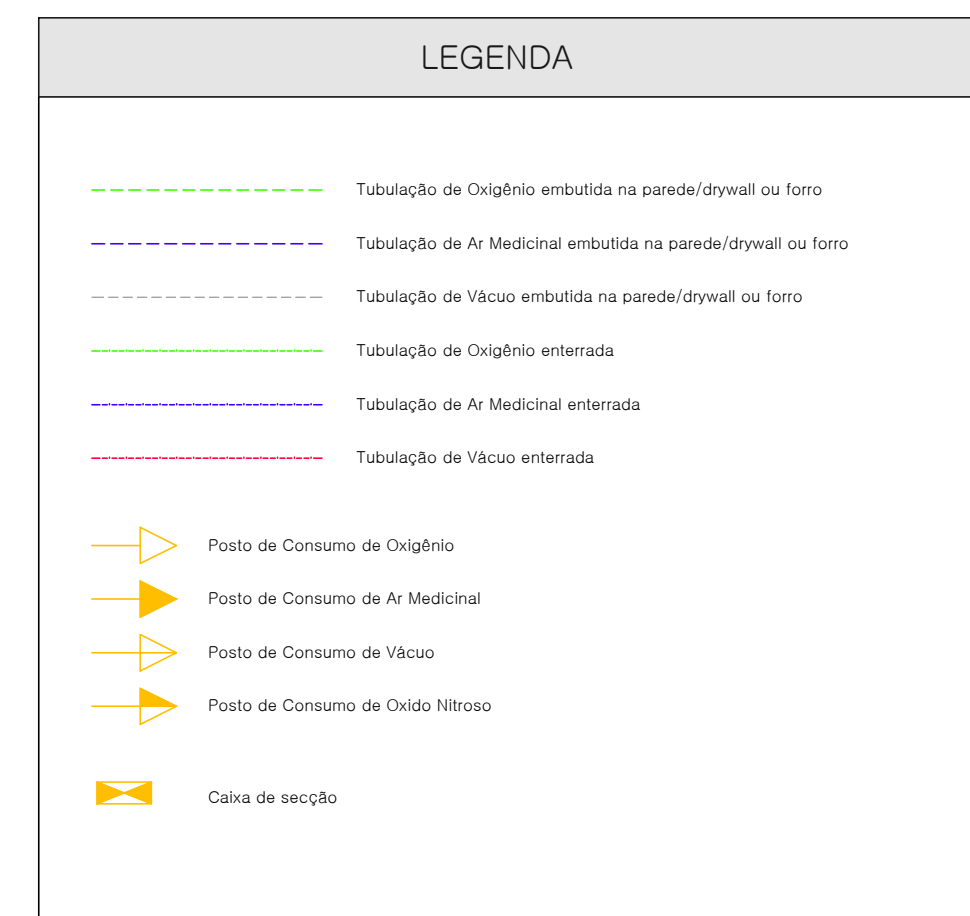 LEGENDA
Tubulação de Oxigênio embutida na parede/drywall ou forro
Tubulação de Ar Medicinal embutida na parede/drywall ou forro
Tubulação de Vácuo embutida na parede/drywall ou forro
Tubulação de Oxigênio enterrada
Tubulação de Ar Medicinal enterrada
Tubulação de Vácuo enterrada
Posto de Consumo de Oxigênio
Posto de Consumo de Ar Medicinal
Posto de Consumo de Vácuo
Posto de Consumo de Oxido Nitroso
Caixa de secção